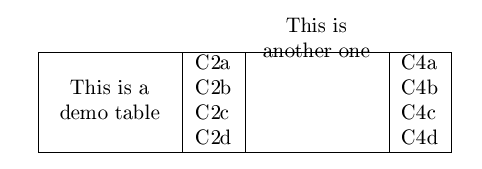 This is
another one
This is a
demo table
C2a
C2b
C2c
C2d
C4a
C4b
C4c
C4d